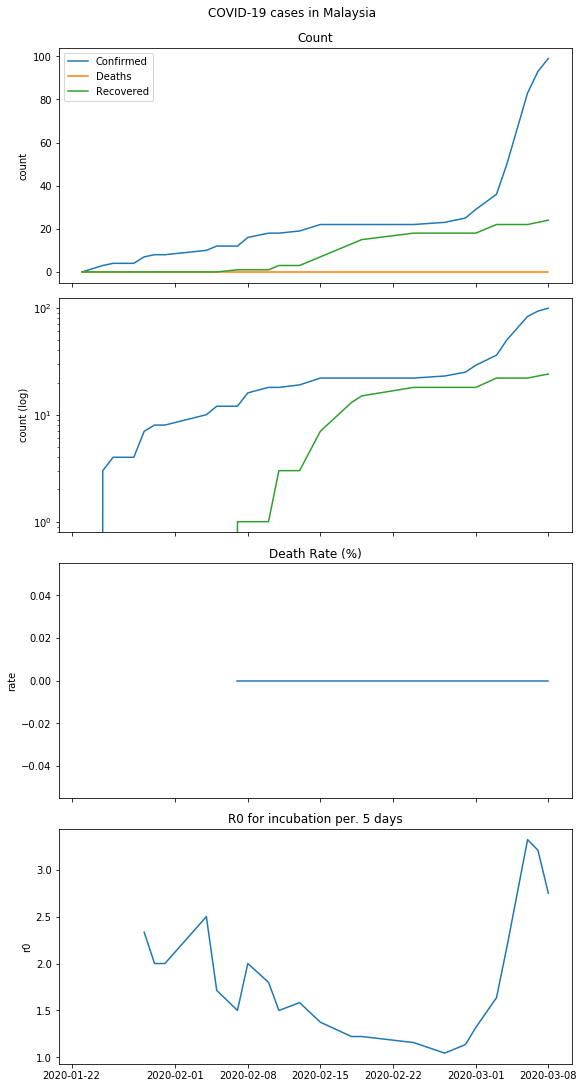 COVID-19 cases in Malaysia
Count
Confirmed
Deaths
Recovered
100
80
60
40
20
0
count
10²
10¹
10⁰
count (log)
Death Rate (%)
0.04
0.02
0.00
−0.02
−0.04
rate
R0 for incubation per. 5 days
3.0
2.5
2.0
1.5
1.0
r0
2020-01-22 2020-02-01 2020-02-08 2020-02-15 2020-02-22 2020-03-01 2020-03-08